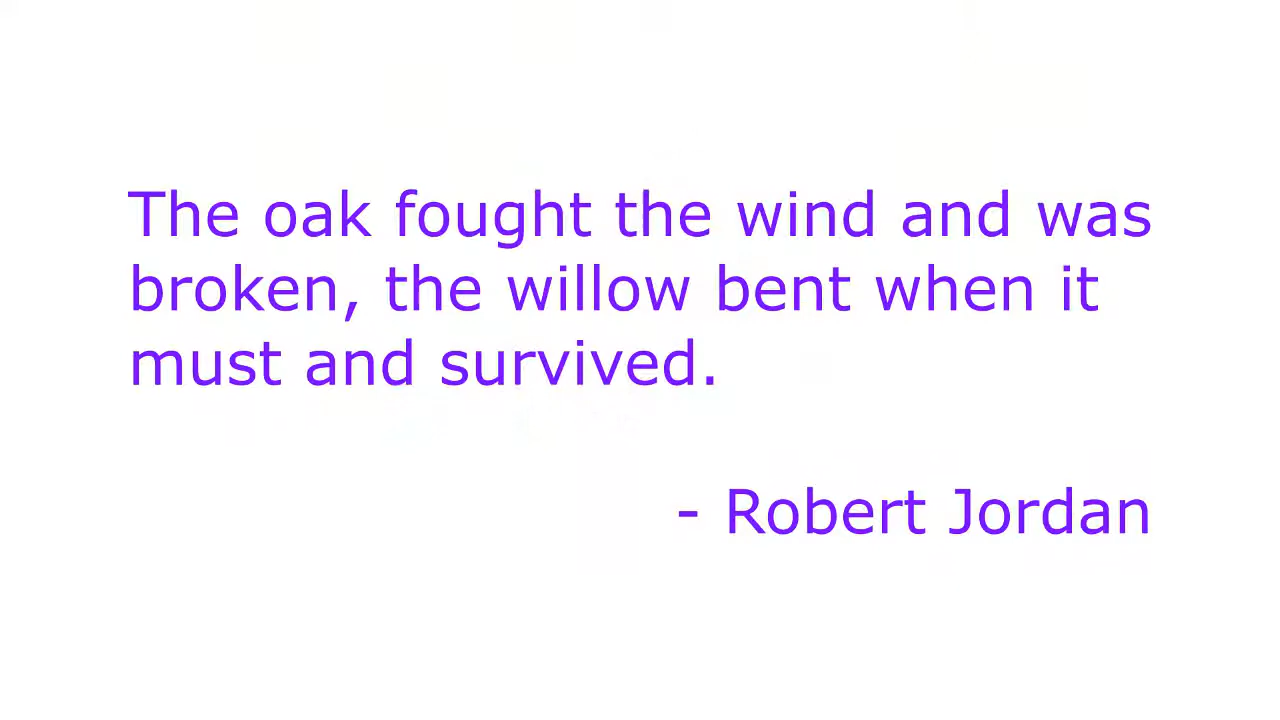 The oak fought the wind and was
broken, the willow bent when it
must and survived.
- Robert Jordan